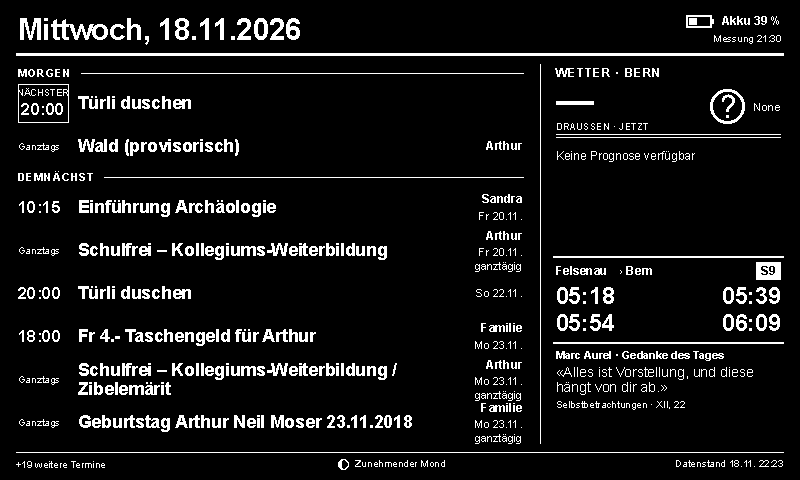 Mittwoch, 18.11.2026
Akku 39 %
Messung 21:30
MORGEN
NÄCHSTER
20:00 Türli duschen
Ganztags Wald (provisorisch) Arthur
DEMNÄCHST
10:15 Einführung Archäologie Sandra
Fr 20.11.
Ganztags Schulfrei – Kollegiums-Weiterbildung Arthur
Fr 20.11.
ganztägig
20:00 Türli duschen So 22.11.
18:00 Fr 4.- Taschengeld für Arthur Familie
Mo 23.11.
Ganztags Schulfrei – Kollegiums-Weiterbildung /
Zibelemärit
Arthur
Mo 23.11.
ganztägig
Ganztags Geburtstag Arthur Neil Moser 23.11.2018 Familie
Mo 23.11.
ganztägig
WETTER · BERN
— ? None
DRAUSSEN · JETZT
Keine Prognose verfügbar
Felsenau › Bern S9
05:18 05:39
05:54 06:09
Marc Aurel · Gedanke des Tages
«Alles ist Vorstellung, und diese
hängt von dir ab.»
Selbstbetrachtungen · XII, 22
+19 weitere Termine
Zunehmender Mond
Datenstand 18.11. 22:23